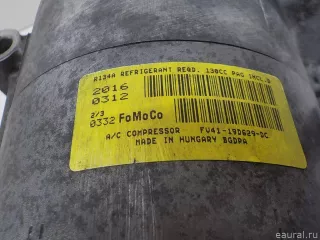 R134A REFRIGERANT REQD. 130CC PAG INCL.
2016
0312
2/3
0332 FoMoCo
A/C COMPRESSOR FV41-19D629-DC
MADE IN HUNGARY BGDPA
eaural.ru